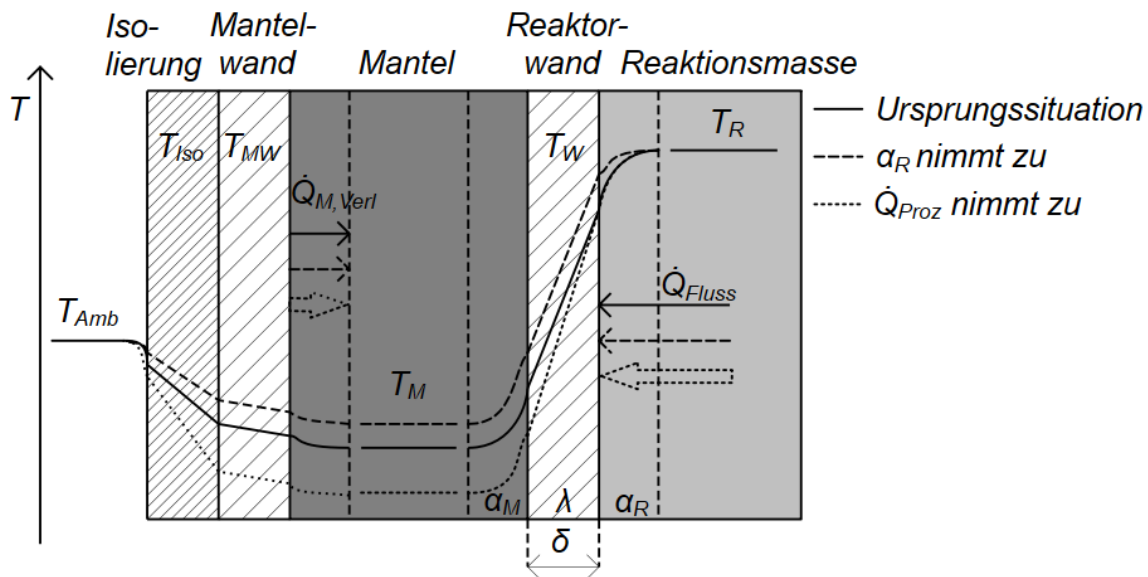 Iso-
lierung
Mantel-
wand
Mantel
Reaktor-
wand
Reaktionsmasse
T
T_Iso
T_MW
T_W
T_R
Ursprungssituation
α_R nimmt zu
Q̇_Proz nimmt zu
Q̇_M,Verl
Q̇_Fluss
T_Amb
T_M
α_M
λ
α_R
δ